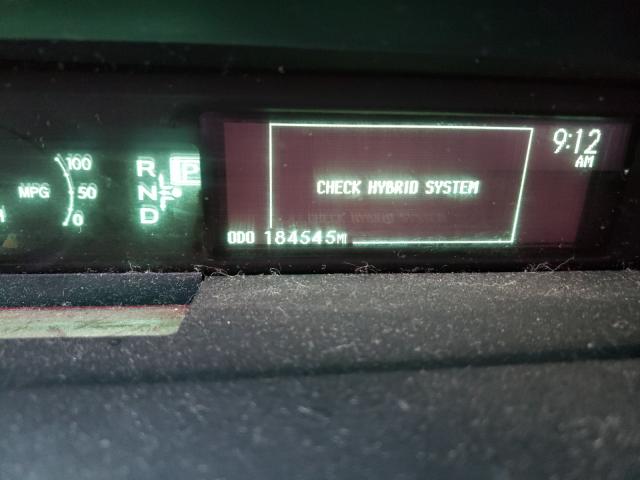 100
R P
MPG 50 N
0 D
9:12
AM
CHECK HYBRID SYSTEM
ODO 184545MI